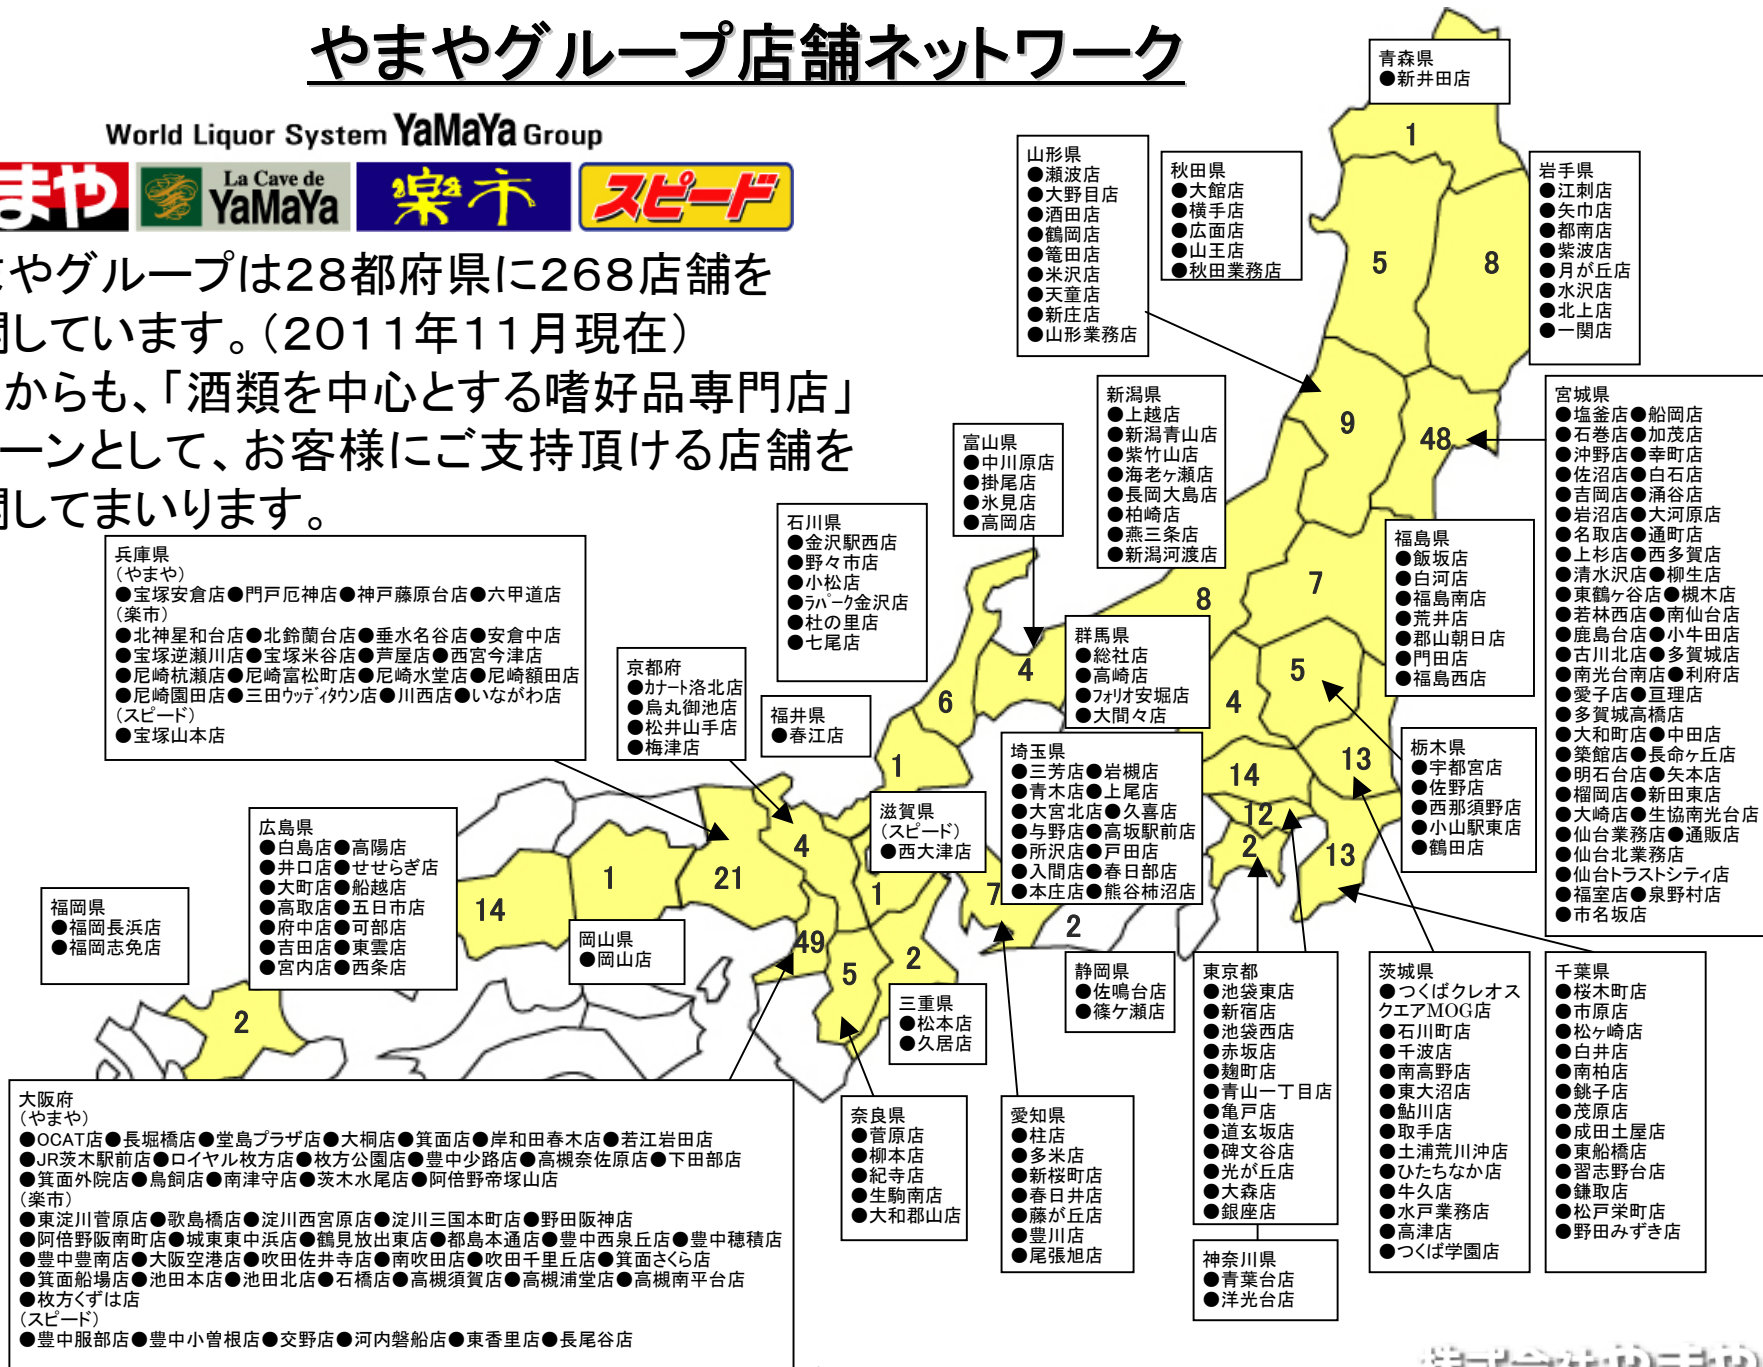 やまやグループ店舗ネットワーク
World Liquor System YaMaYa Group
まや
La Cave de
YaMaYa
楽市
スピード
やグループは28都府県に268店舗を
しています。（2011年11月現在）
からも、「酒類を中心とする嗜好品専門店」
ーンとして、お客様にご支持頂ける店舗を
してまいります。
青森県
●新井田店
山形県
●瀬波店
●大野目店
●酒田店
●鶴岡店
●篭田店
●米沢店
●天童店
●新庄店
●山形業務店
秋田県
●大館店
●横手店
●広面店
●山王店
●秋田業務店
岩手県
●江刺店
●矢巾店
●都南店
●紫波店
●月が丘店
●水沢店
●北上店
●一関店
新潟県
●上越店
●新潟青山店
●紫竹山店
●海老ヶ瀬店
●長岡大島店
●柏崎店
●燕三条店
●新潟河渡店
富山県
●中川原店
●掛尾店
●氷見店
●高岡店
石川県
●金沢駅西店
●野々市店
●小松店
●ﾗﾊﾟｰｸ金沢店
●杜の里店
●七尾店
宮城県
●塩釜店●船岡店
●石巻店●加茂店
●沖野店●幸町店
●佐沼店●白石店
●吉岡店●涌谷店
●岩沼店●大河原店
●名取店●通町店
●上杉店●西多賀店
●清水沢店●柳生店
●東鶴ヶ谷店●槻木店
●若林西店●南仙台店
●鹿島台店●小牛田店
●古川北店●多賀城店
●南光台南店●利府店
●愛子店●亘理店
●多賀城高橋店
●大和町店●中田店
●築館店●長命ヶ丘店
●明石台店●矢本店
●榴岡店●新田東店
●大崎店●生協南光台店
●仙台業務店●通販店
●仙台北業務店
●仙台トラストシティ店
●福室店●泉野村店
●市名坂店
福島県
●飯坂店
●白河店
●福島南店
●荒井店
●郡山朝日店
●門田店
●福島西店
兵庫県
（やまや）
●宝塚安倉店●門戸厄神店●神戸藤原台店●六甲道店
（楽市）
●北神星和台店●北鈴蘭台店●垂水名谷店●安倉中店
●宝塚逆瀬川店●宝塚米谷店●芦屋店●西宮今津店
●尼崎杭瀬店●尼崎富松町店●尼崎水堂店●尼崎額田店
●尼崎園田店●三田ｳｯﾃﾞｨﾀｳﾝ店●川西店●いながわ店
（スピード）
●宝塚山本店
京都府
●ｶﾅｰﾄ洛北店
●烏丸御池店
●松井山手店
●梅津店
福井県
●春江店
群馬県
●総社店
●高崎店
●ﾌｫﾘｵ安堀店
●大間々店
埼玉県
●三芳店●岩槻店
●青木店●上尾店
●大宮北店●久喜店
●与野店●高坂駅前店
●所沢店●戸田店
●入間店●春日部店
●本庄店●熊谷柿沼店
栃木県
●宇都宮店
●佐野店
●西那須野店
●小山駅東店
●鶴田店
滋賀県
（スピード）
●西大津店
広島県
●白島店●高陽店
●井口店●せせらぎ店
●大町店●船越店
●高取店●五日市店
●府中店●可部店
●吉田店●東雲店
●宮内店●西条店
福岡県
●福岡長浜店
●福岡志免店
岡山県
●岡山店
三重県
●松本店
●久居店
静岡県
●佐鳴台店
●篠ケ瀬店
東京都
●池袋東店
●新宿店
●池袋西店
●赤坂店
●麹町店
●青山一丁目店
●亀戸店
●道玄坂店
●碑文谷店
●光が丘店
●大森店
●銀座店
茨城県
●つくばクレオス
クエアMOG店
●石川町店
●千波店
●南高野店
●東大沼店
●鮎川店
●取手店
●土浦荒川沖店
●ひたちなか店
●牛久店
●水戸業務店
●高津店
●つくば学園店
千葉県
●桜木町店
●市原店
●松ヶ崎店
●白井店
●南柏店
●銚子店
●茂原店
●成田土屋店
●東船橋店
●習志野台店
●鎌取店
●松戸栄町店
●野田みずき店
大阪府
（やまや）
●OCAT店●長堀橋店●堂島プラザ店●大桐店●箕面店●岸和田春木店●若江岩田店
●JR茨木駅前店●ロイヤル枚方店●枚方公園店●豊中少路店●高槻奈佐原店●下田部店
●箕面外院店●鳥飼店●南津守店●茨木水尾店●阿倍野帝塚山店
（楽市）
●東淀川菅原店●歌島橋店●淀川西宮原店●淀川三国本町店●野田阪神店
●阿倍野阪南町店●城東東中浜店●鶴見放出東店●都島本通店●豊中西泉丘店●豊中穂積店
●豊中豊南店●大阪空港店●吹田佐井寺店●南吹田店●吹田千里丘店●箕面さくら店
●箕面船場店●池田本店●池田北店●石橋店●高槻須賀店●高槻浦堂店●高槻南平台店
●枚方くずは店
（スピード）
●豊中服部店●豊中小曽根店●交野店●河内磐船店●東香里店●長尾谷店
奈良県
●菅原店
●柳本店
●紀寺店
●生駒南店
●大和郡山店
愛知県
●柱店
●多米店
●新桜町店
●春日井店
●藤が丘店
●豊川店
●尾張旭店
神奈川県
●青葉台店
●洋光台店
1
5
8
9
48
7
8
5
4
4
6
1
13
14
12
2
13
4
21
1
14
1
7
2
49
5
2
2
株式会社やまや